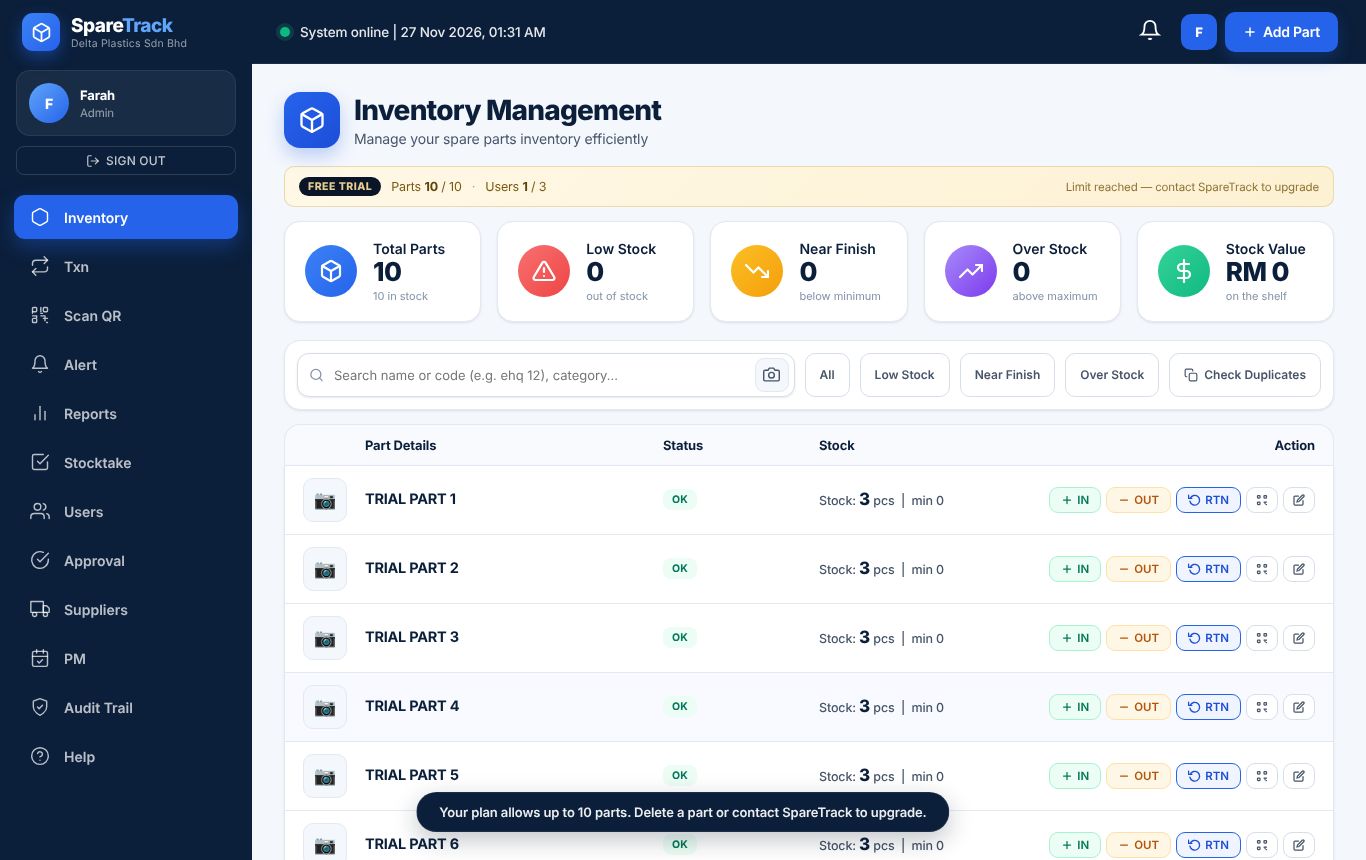 SpareTrack
Delta Plastics Sdn Bhd
System online | 27 Nov 2026, 01:31 AM
F
+ Add Part
F
Farah
Admin
SIGN OUT
Inventory
Txn
Scan QR
Alert
Reports
Stocktake
Users
Approval
Suppliers
PM
Audit Trail
Help
Inventory Management
Manage your spare parts inventory efficiently
FREE TRIAL Parts 10 / 10 · Users 1 / 3 Limit reached — contact SpareTrack to upgrade
Total Parts
10
10 in stock
Low Stock
0
out of stock
Near Finish
0
below minimum
Over Stock
0
above maximum
Stock Value
RM 0
on the shelf
Search name or code (e.g. ehq 12), category...
All
Low Stock
Near Finish
Over Stock
Check Duplicates
Part Details Status Stock Action
TRIAL PART 1 OK Stock: 3 pcs | min 0 + IN − OUT RTN
TRIAL PART 2 OK Stock: 3 pcs | min 0 + IN − OUT RTN
TRIAL PART 3 OK Stock: 3 pcs | min 0 + IN − OUT RTN
TRIAL PART 4 OK Stock: 3 pcs | min 0 + IN − OUT RTN
TRIAL PART 5 OK Stock: 3 pcs | min 0 + IN − OUT RTN
Your plan allows up to 10 parts. Delete a part or contact SpareTrack to upgrade.
TRIAL PART 6 OK Stock: 3 pcs | min 0 + IN − OUT RTN